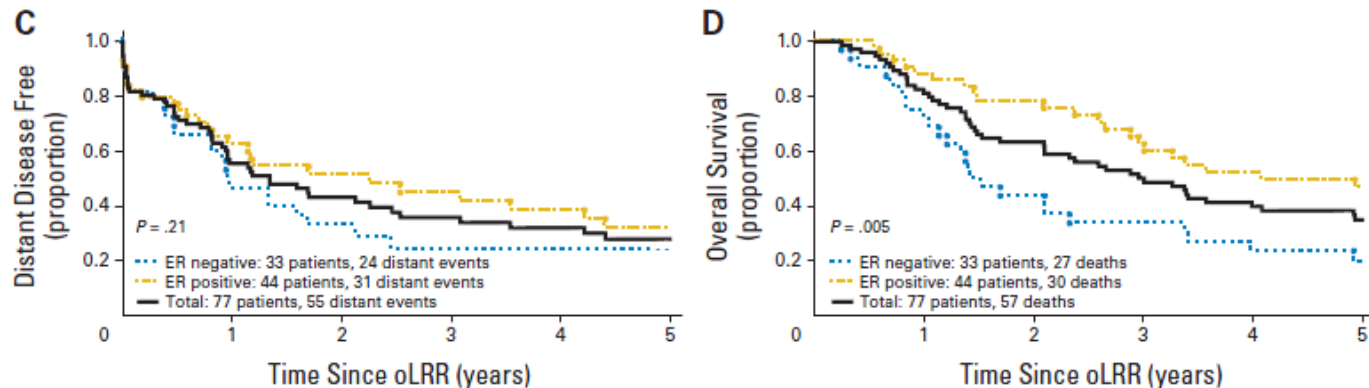 C
Distant Disease Free
(proportion)
1.0
0.8
0.6
0.4
0.2
0
P = .21
ER negative: 33 patients, 24 distant events
ER positive: 44 patients, 31 distant events
Total: 77 patients, 55 distant events
1
2
3
4
5
Time Since oLRR (years)
D
Overall Survival
(proportion)
1.0
0.8
0.6
0.4
0.2
0
P = .005
ER negative: 33 patients, 27 deaths
ER positive: 44 patients, 30 deaths
Total: 77 patients, 57 deaths
1
2
3
4
5
Time Since oLRR (years)